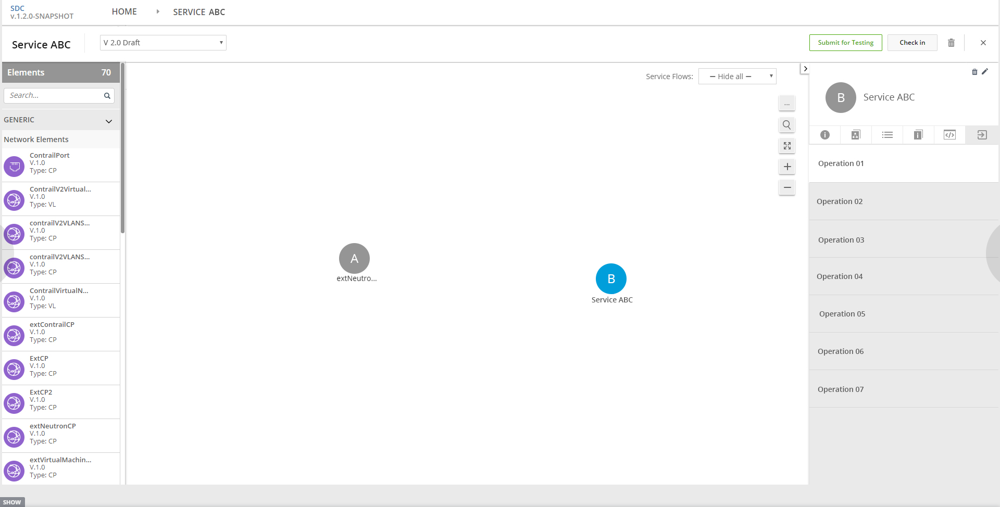 SDC
v.1.2.0-SNAPSHOT
HOME
SERVICE ABC
Service ABC
V 2.0 Draft
Submit for Testing
Check in
Elements 70
Search...
GENERIC
Network Elements
ContrailPort
V.1.0
Type: CP
ContrailV2Virtual...
V.1.0
Type: VL
contrailV2VLANS...
V.1.0
Type: CP
contrailV2VLANS...
V.1.0
Type: CP
ContrailVirtualN...
V.1.0
Type: VL
extContrailCP
V.1.0
Type: CP
ExtCP
V.1.0
Type: CP
ExtCP2
V.1.0
Type: CP
extNeutronCP
V.1.0
Type: CP
extVirtualMachin...
V.1.0
Type: CP
Service Flows: — Hide all —
...
A
extNeutro...
B
Service ABC
B
Service ABC
Operation 01
Operation 02
Operation 03
Operation 04
Operation 05
Operation 06
Operation 07
SHOW